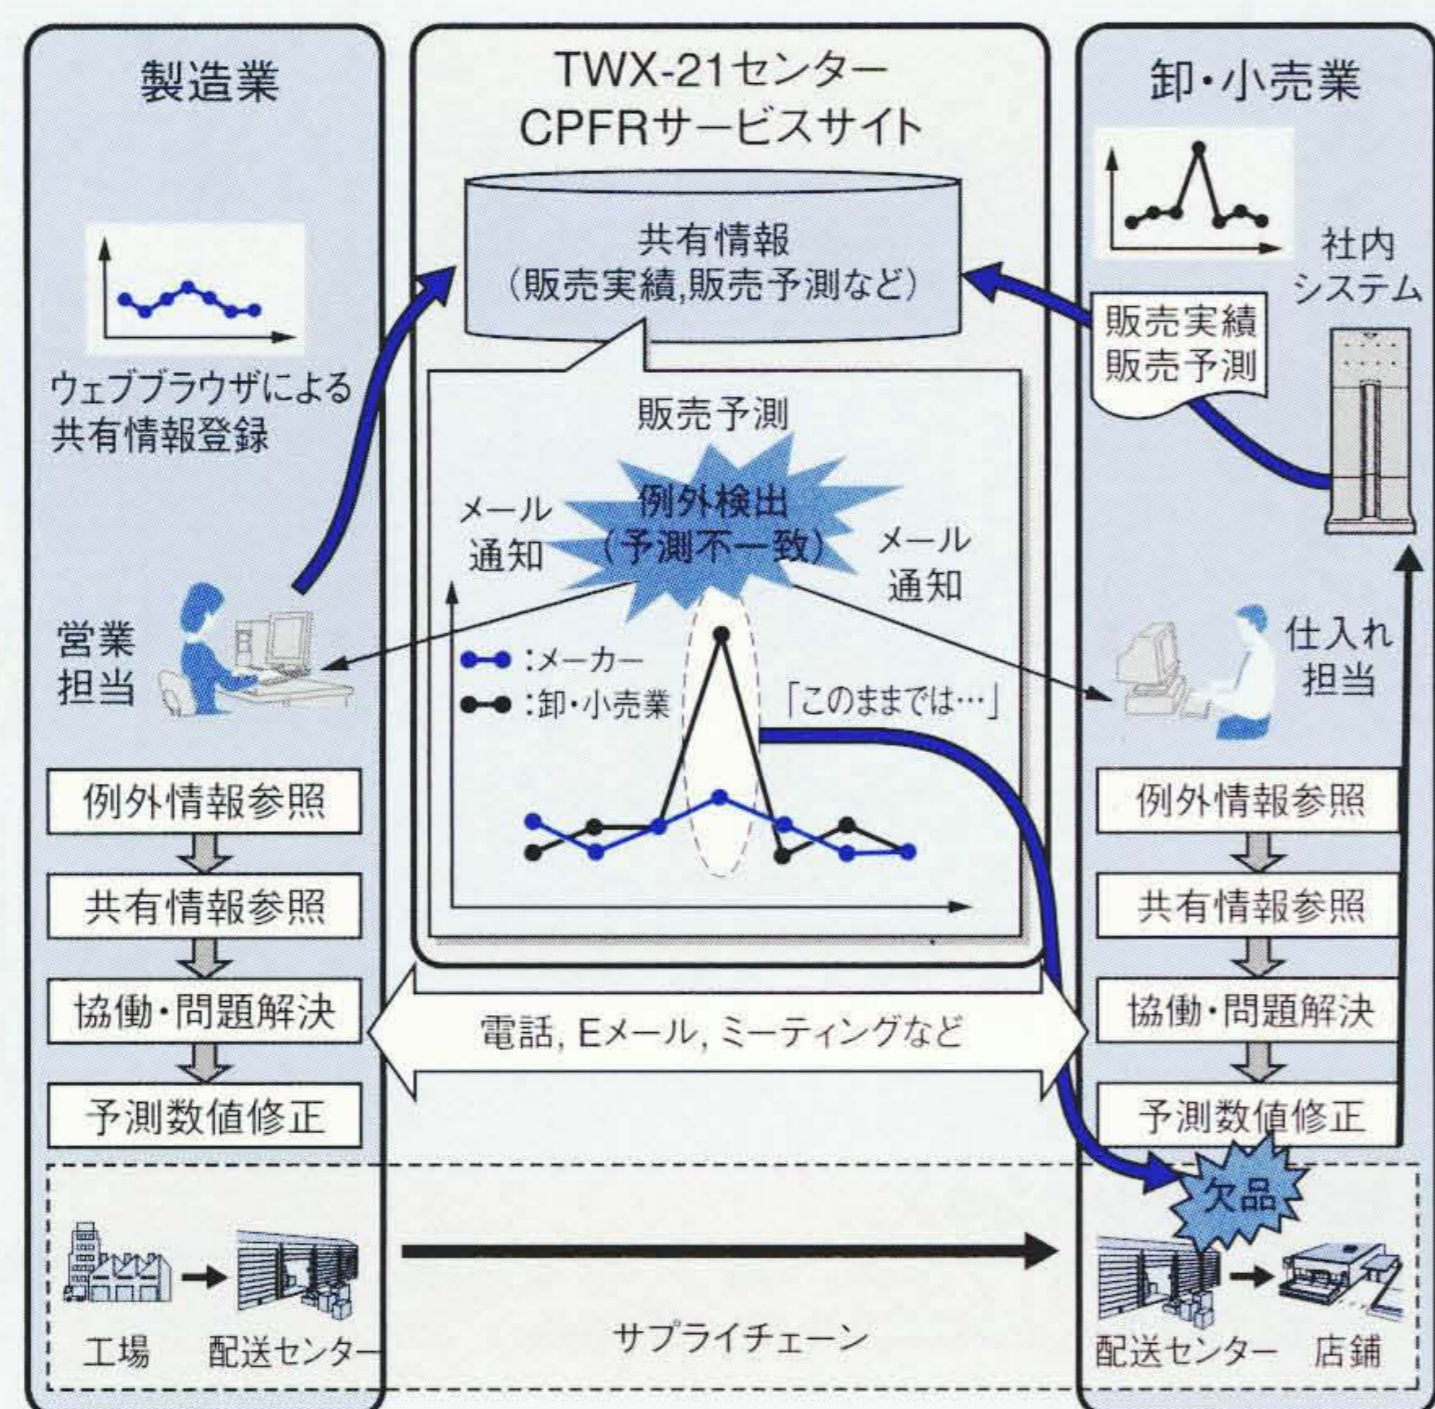 製造業
ウェブブラウザによる
共有情報登録
営業
担当
例外情報参照
共有情報参照
協働・問題解決
予測数値修正
TWX-21センター
CPFRサービスサイト
共有情報
（販売実績,販売予測など）
販売予測
例外検出
（予測不一致）
メール
通知
メール
通知
：メーカー
：卸・小売業
「このままでは…」
電話, Eメール, ミーティングなど
卸・小売業
社内
システム
販売実績
販売予測
仕入れ
担当
例外情報参照
共有情報参照
協働・問題解決
予測数値修正
欠品
工場
配送センター
サプライチェーン
配送センター
店舗